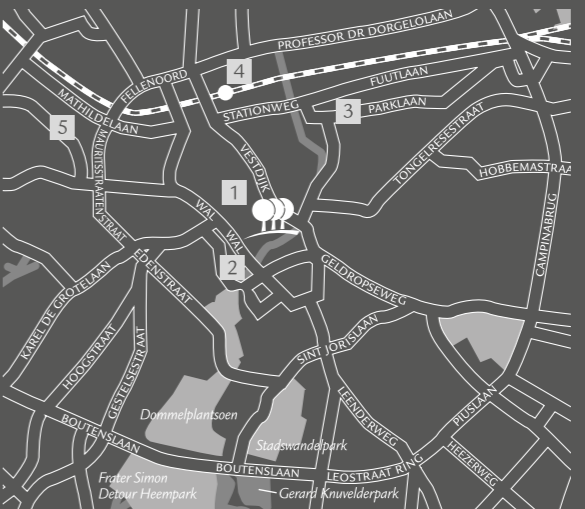 PROFESSOR DR DORGELOLAAN
4
FELLENOORD
FUUTLAAN
MATHILDELAAN
STATIONWEG
3
PARKLAAN
5
MAURITSSTRAAT
ENSTRAAT
VESTDIJK
TONGELRESESTRAAT
HOBBEMASTRAA
1
WAL
WAL
CAMPINABRUG
2
EDENSTRAAT
GELDROPSEWEG
KAREL DE GROTELAAN
HOOGSTRAAT
GESTELSESTRAAT
SINT JORISLAAN
LEENDERWEG
PIUSLAAN
Dommelplantsoen
BOUTENSLAAN
Stadswandelpark
HEEZERWEG
BOUTENSLAAN
LEOSTRAAT RING
Frater Simon
Detour Heempark
Gerard Knuvelderpark